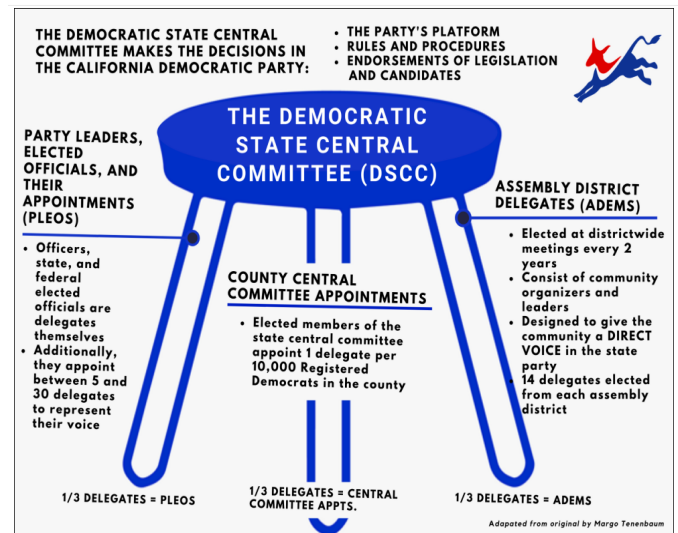 THE DEMOCRATIC STATE CENTRAL
COMMITTEE MAKES THE DECISIONS IN
THE CALIFORNIA DEMOCRATIC PARTY:
• THE PARTY'S PLATFORM
• RULES AND PROCEDURES
• ENDORSEMENTS OF LEGISLATION
AND CANDIDATES
THE DEMOCRATIC
STATE CENTRAL
COMMITTEE (DSCC)
PARTY LEADERS,
ELECTED
OFFICIALS, AND
THEIR
APPOINTMENTS
(PLEOS)
• Officers,
state, and
federal
elected
officials are
delegates
themselves
• Additionally,
they appoint
between 5 and
30 delegates
to represent
their voice
COUNTY CENTRAL
COMMITTEE APPOINTMENTS
• Elected members of the
state central committee
appoint 1 delegate per
10,000 Registered
Democrats in the county
ASSEMBLY DISTRICT
DELEGATES (ADEMS)
• Elected at districtwide
meetings every 2
years
• Consist of community
organizers and
leaders
• Designed to give the
community a DIRECT
VOICE in the state
party
• 14 delegates elected
from each assembly
district
1/3 DELEGATES = PLEOS
1/3 DELEGATES = CENTRAL
COMMITTEE APPTS.
1/3 DELEGATES = ADEMS
Adapated from original by Margo Tenenbaum